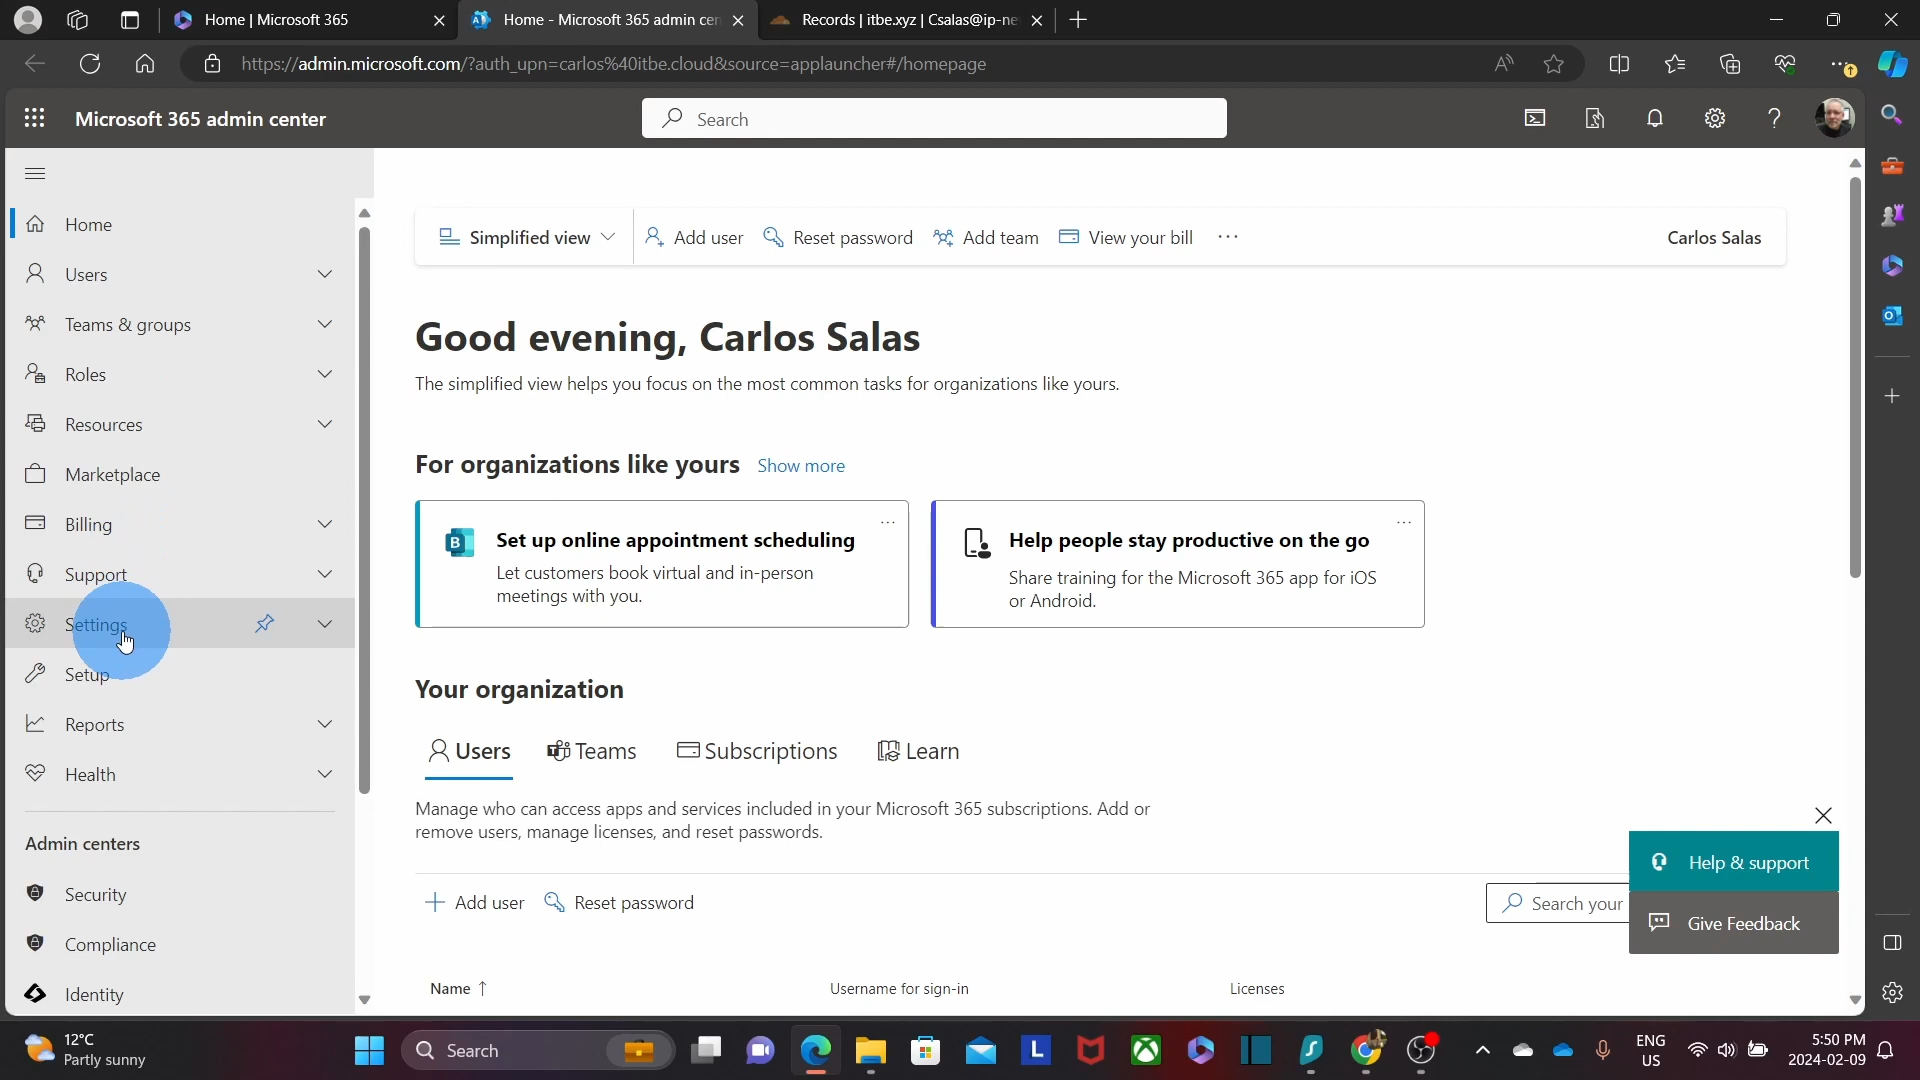 Home | Microsoft 365
Home - Microsoft 365 admin cen
Records | itbe.xyz | Csalas@ip-ne
https://admin.microsoft.com/?auth_upn=carlos%40itbe.cloud&source=applauncher#/homepage
Microsoft 365 admin center
Search
Home
Users
Teams & groups
Roles
Resources
Marketplace
Billing
Support
Settings
Setup
Reports
Health
Admin centers
Security
Compliance
Identity
Simplified view
Add user
Reset password
Add team
View your bill
Carlos Salas
Good evening, Carlos Salas
The simplified view helps you focus on the most common tasks for organizations like yours.
For organizations like yours Show more
B
Set up online appointment scheduling
Let customers book virtual and in-person
meetings with you.
Help people stay productive on the go
Share training for the Microsoft 365 app for iOS
or Android.
Your organization
Users
Teams
Subscriptions
Learn
Manage who can access apps and services included in your Microsoft 365 subscriptions. Add or
remove users, manage licenses, and reset passwords.
Add user
Reset password
Search your
Help & support
Give Feedback
Name ↑
Username for sign-in
Licenses
12°C
Partly sunny
Search
L
ENG
US
5:50 PM
2024-02-09